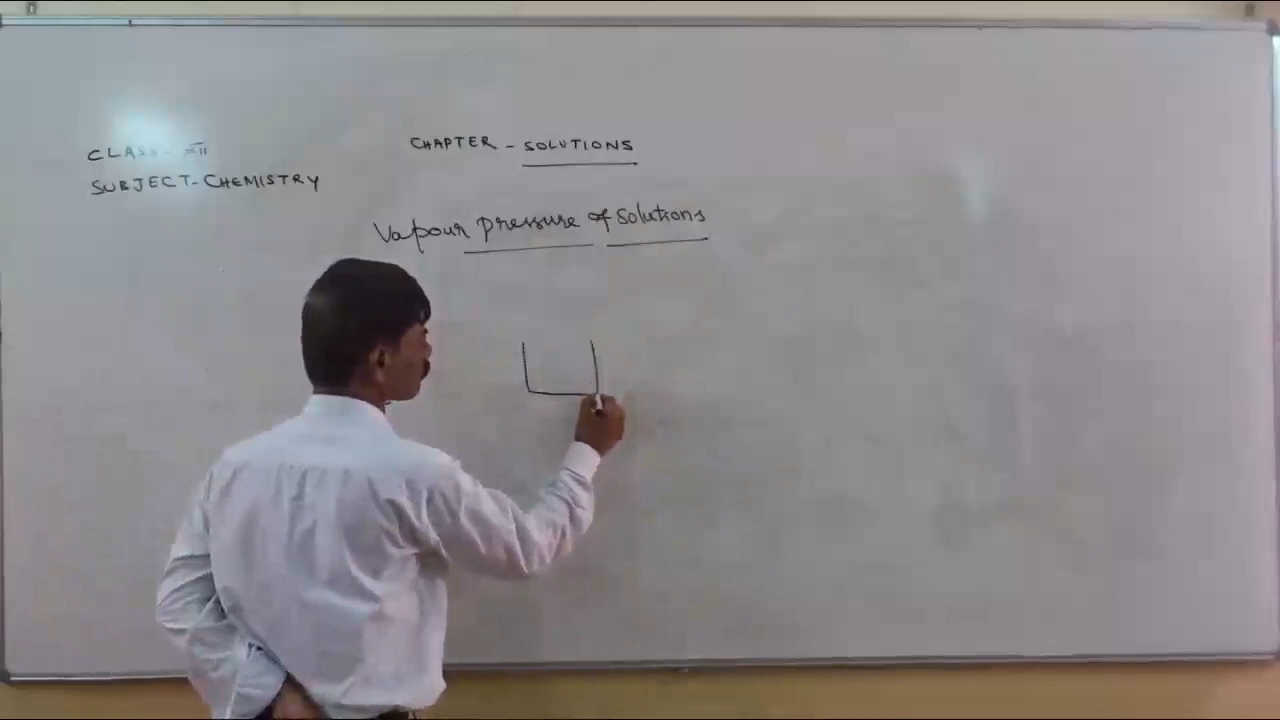 CLASS-XII
CHAPTER - SOLUTIONS
SUBJECT-CHEMISTRY
Vapour pressure of solutions